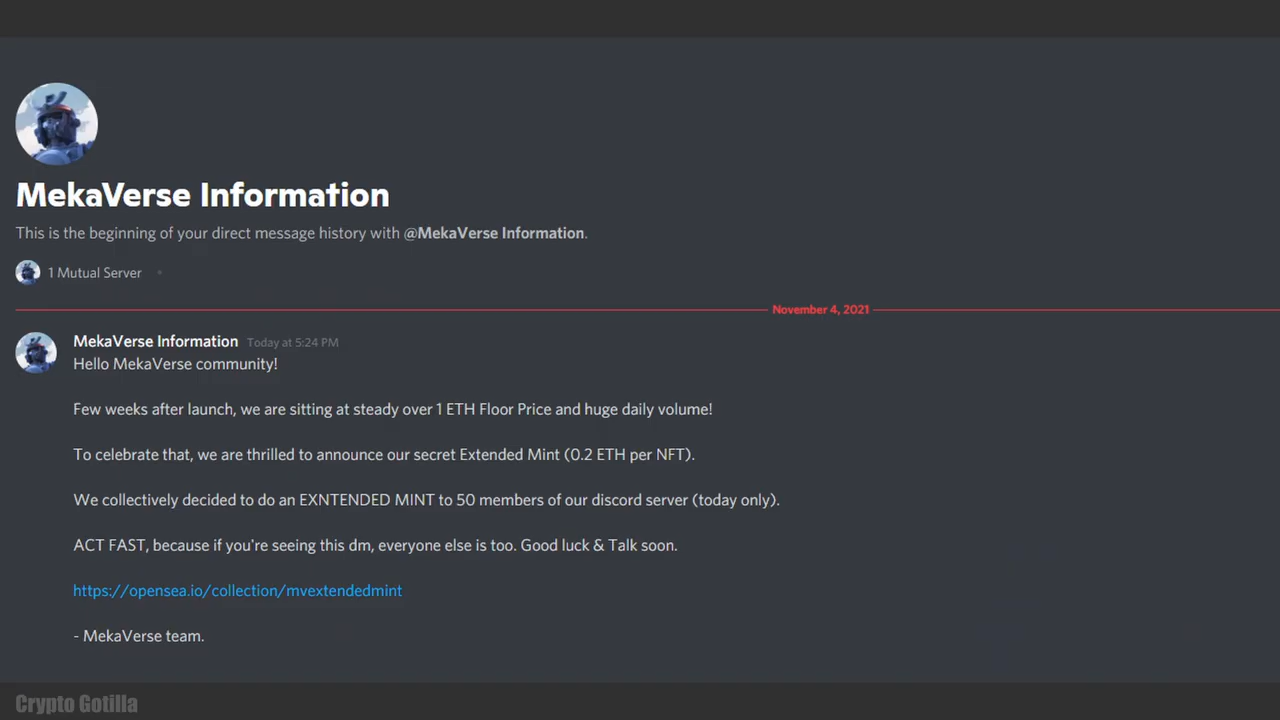 MekaVerse Information
This is the beginning of your direct message history with @MekaVerse Information.
1 Mutual Server
November 4, 2021
MekaVerse Information Today at 5:24 PM
Hello MekaVerse community!
Few weeks after launch, we are sitting at steady over 1 ETH Floor Price and huge daily volume!
To celebrate that, we are thrilled to announce our secret Extended Mint (0.2 ETH per NFT).
We collectively decided to do an EXNTENDED MINT to 50 members of our discord server (today only).
ACT FAST, because if you're seeing this dm, everyone else is too. Good luck & Talk soon.
https://opensea.io/collection/mvextendedmint
- MekaVerse team.
Crypto Gotilla